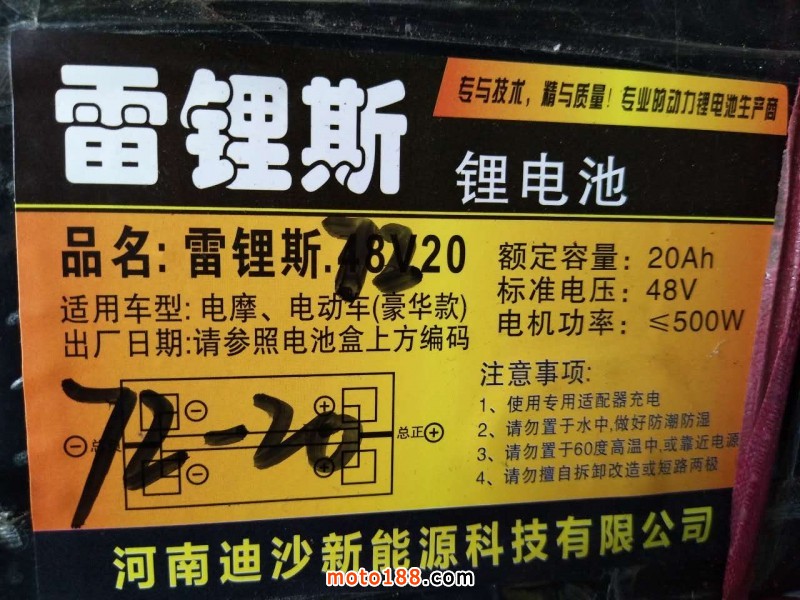 雷锂斯
专与技术，精与质量！专业的动力锂电池生产商
锂电池
品名: 雷锂斯.48V20
72
适用车型: 电摩、电动车(豪华款)
出厂日期:请参照电池盒上方编码
额定容量: 20Ah
标准电压: 48V
电机功率: ≤500W
72-20
总正
注意事项:
1、使用专用适配器充电
2、请勿置于水中,做好防潮防湿
3、请勿置于60度高温中,或靠近电源
4、请勿擅自拆卸改造或短路两极
河南迪沙新能源科技有限公司
moto188.com